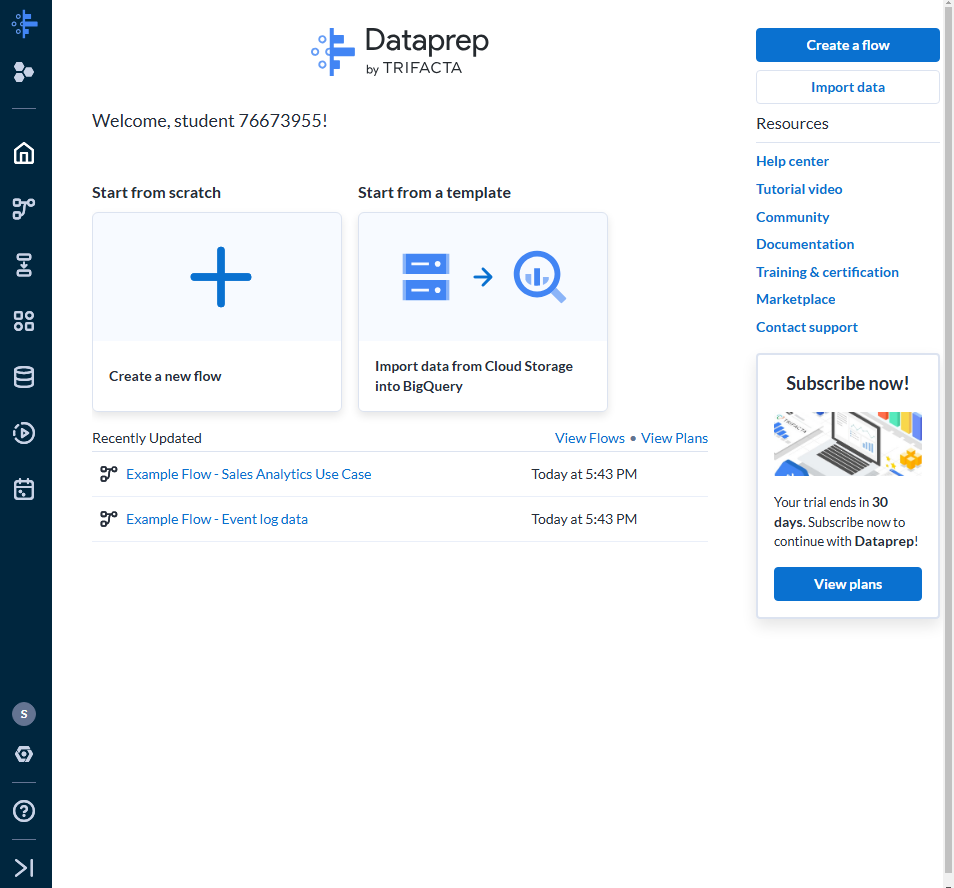 Dataprep
by TRIFACTA
Welcome, student 76673955!
Start from scratch
Create a new flow
Start from a template
Import data from Cloud Storage
into BigQuery
Recently Updated
View Flows • View Plans
Example Flow - Sales Analytics Use Case Today at 5:43 PM
Example Flow - Event log data Today at 5:43 PM
Create a flow
Import data
Resources
Help center
Tutorial video
Community
Documentation
Training & certification
Marketplace
Contact support
Subscribe now!
TRIFACTA
Your trial ends in 30
days. Subscribe now to
continue with Dataprep!
View plans
S